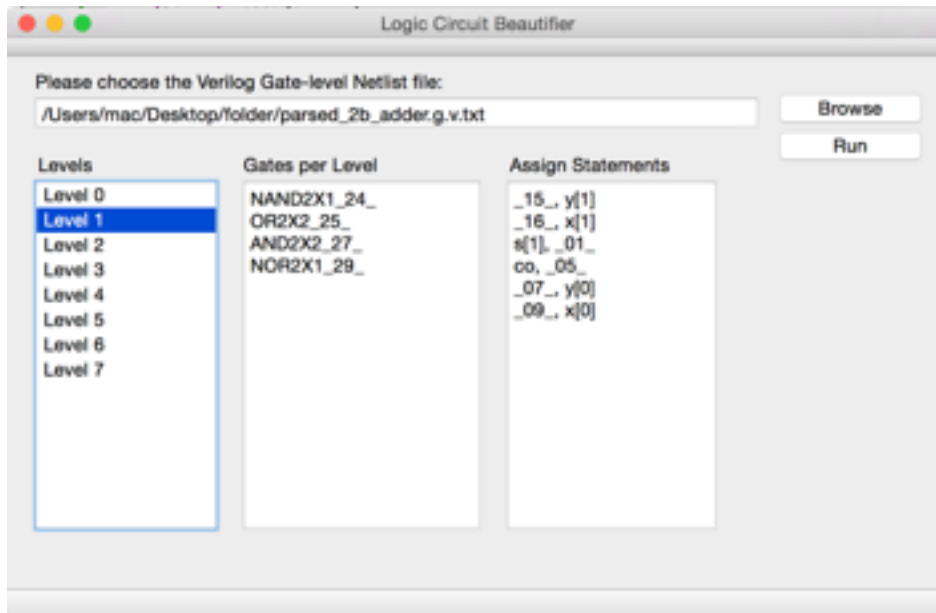 Logic Circuit Beautifier
Please choose the Verilog Gate-level Netlist file:
/Users/mac/Desktop/folder/parsed_2b_adder.g.v.txt
Browse
Run
Levels
Level 0
Level 1
Level 2
Level 3
Level 4
Level 5
Level 6
Level 7
Gates per Level
NAND2X1_24_
OR2X2_25_
AND2X2_27_
NOR2X1_29_
Assign Statements
_15_, y[1]
_16_, x[1]
s[1], _01_
co, _05_
_07_, y[0]
_09_, x[0]